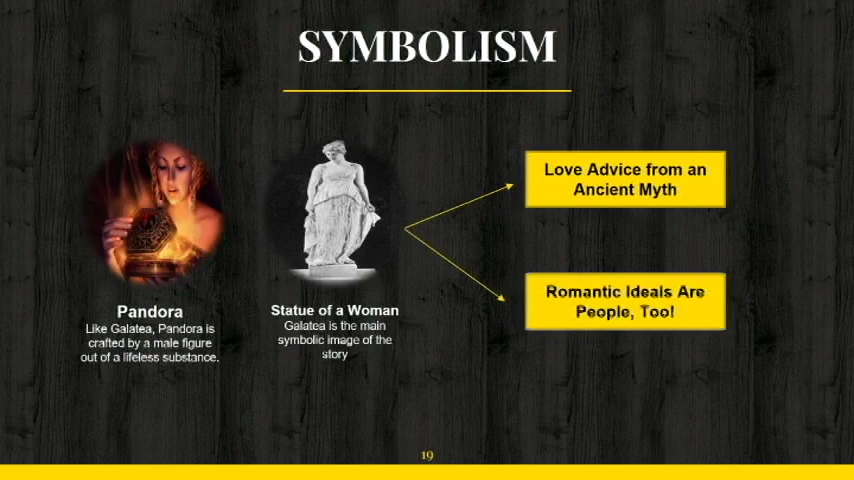 SYMBOLISM
Pandora
Like Galatea, Pandora is
crafted by a male figure
out of a lifeless substance.
Statue of a Woman
Galatea is the main
symbolic image of the
story
Love Advice from an
Ancient Myth
Romantic Ideals Are
People, Too!
19